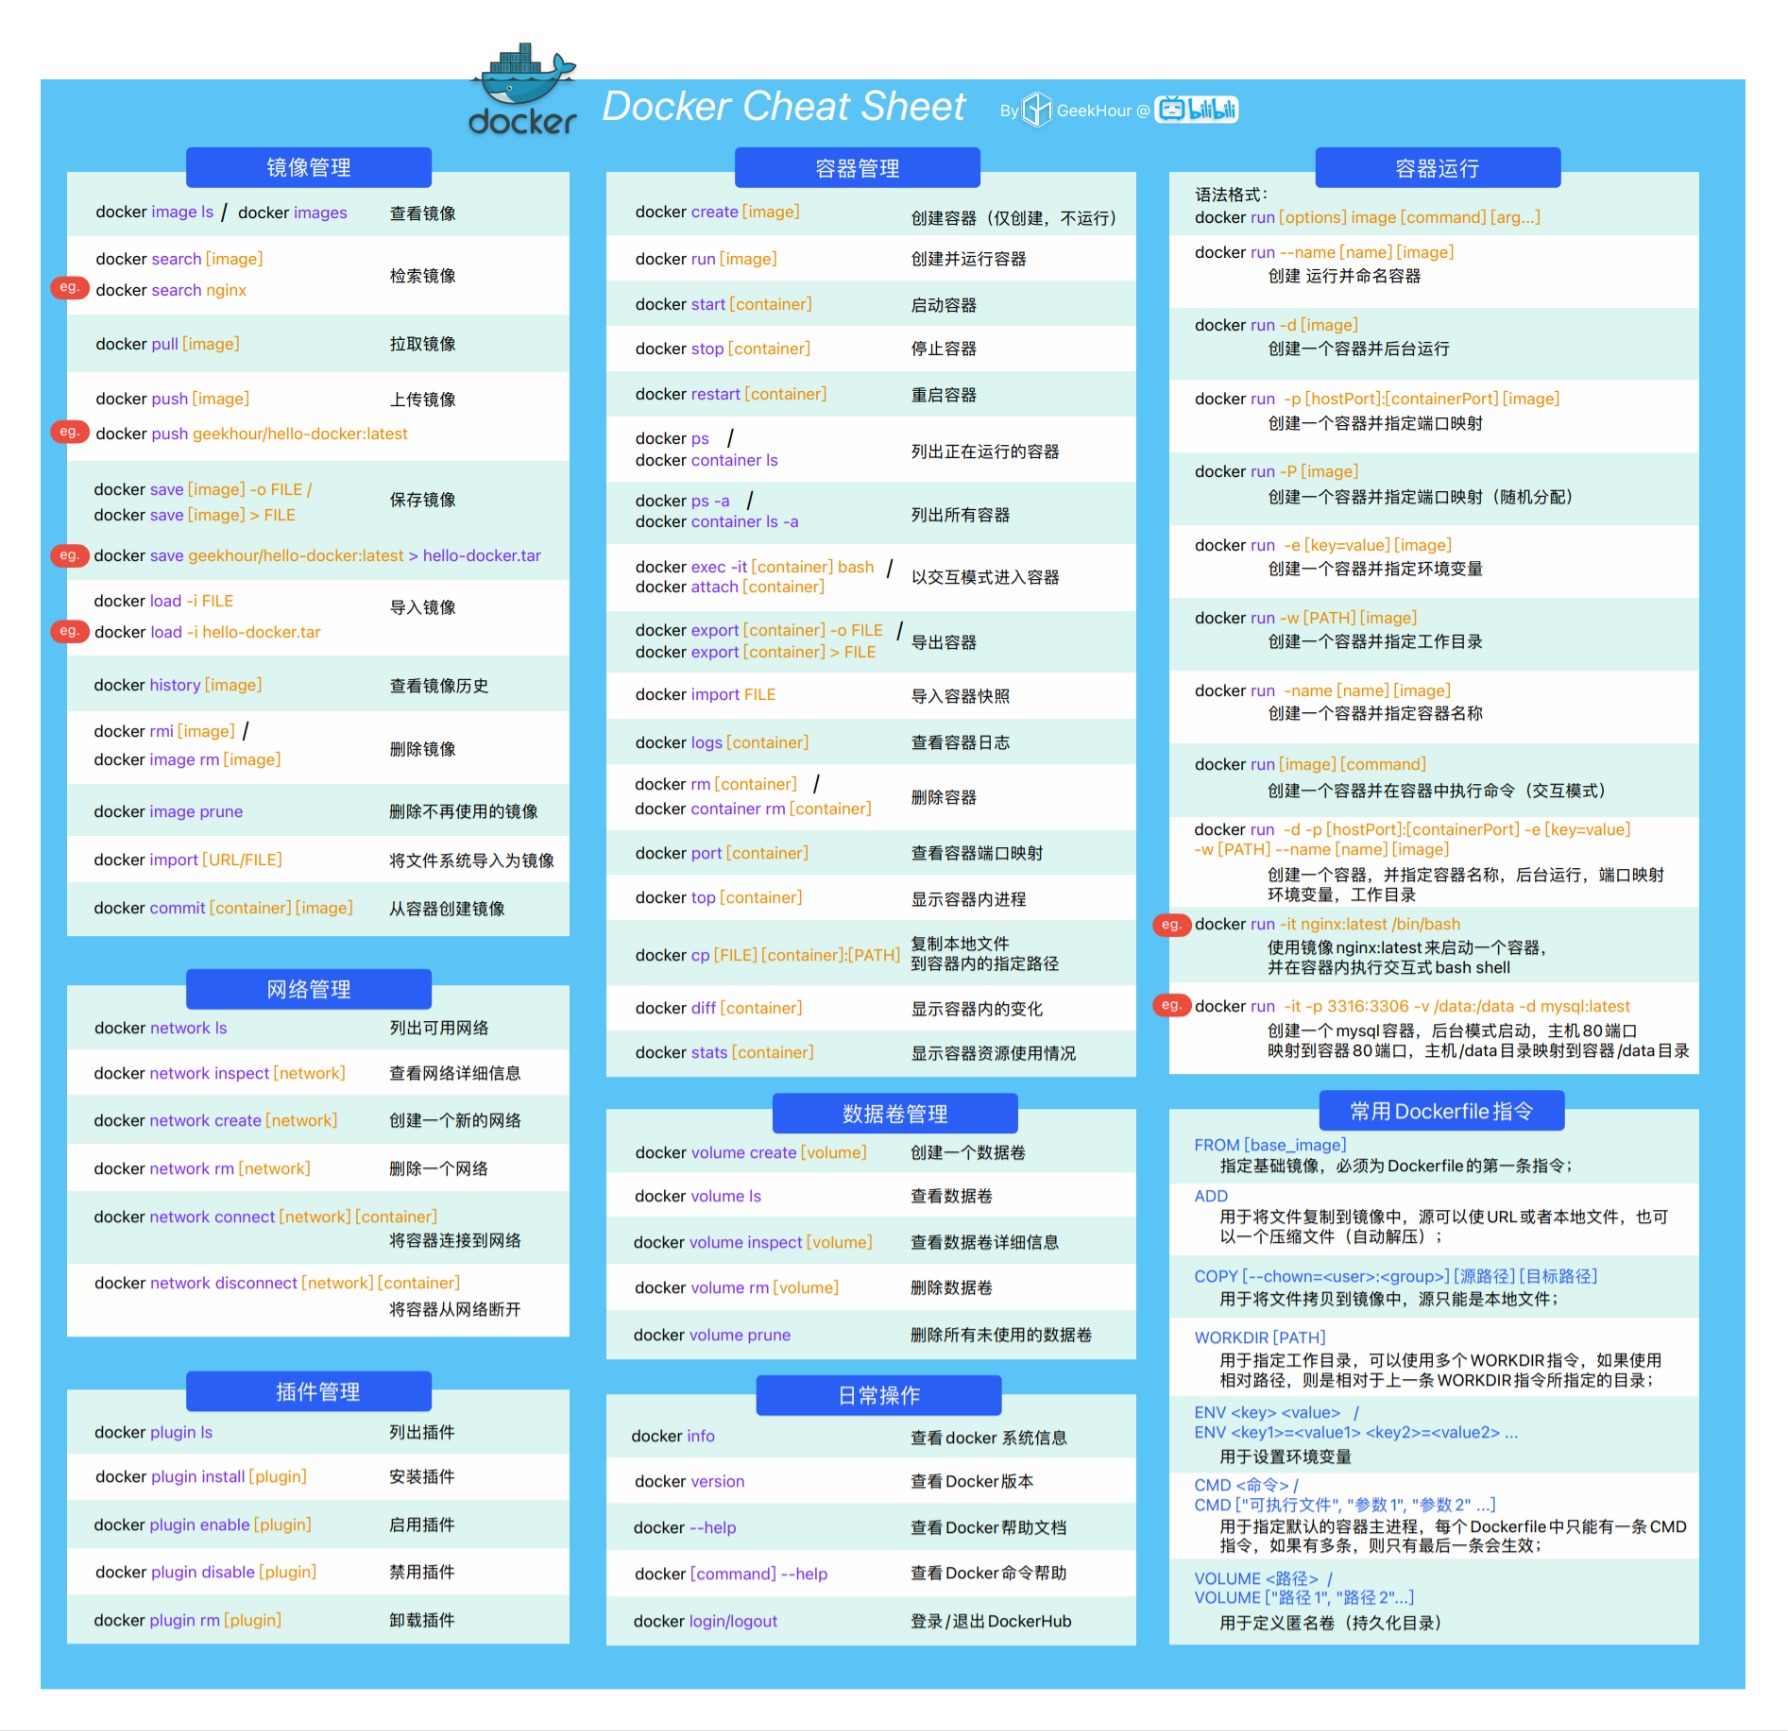 docker
Docker Cheat Sheet
By GeekHour @ bilibili
镜像管理
docker image ls / docker images 查看镜像
docker search [image]
检索镜像
eg. docker search nginx
docker pull [image] 拉取镜像
docker push [image] 上传镜像
eg. docker push geekhour/hello-docker:latest
docker save [image] -o FILE /
保存镜像
docker save [image] > FILE
eg. docker save geekhour/hello-docker:latest > hello-docker.tar
docker load -i FILE
导入镜像
eg. docker load -i hello-docker.tar
docker history [image] 查看镜像历史
docker rmi [image] /
删除镜像
docker image rm [image]
docker image prune 删除不再使用的镜像
docker import [URL/FILE] 将文件系统导入为镜像
docker commit [container] [image] 从容器创建镜像
网络管理
docker network ls 列出可用网络
docker network inspect [network] 查看网络详细信息
docker network create [network] 创建一个新的网络
docker network rm [network] 删除一个网络
docker network connect [network] [container]
将容器连接到网络
docker network disconnect [network] [container]
将容器从网络断开
插件管理
docker plugin ls 列出插件
docker plugin install [plugin] 安装插件
docker plugin enable [plugin] 启用插件
docker plugin disable [plugin] 禁用插件
docker plugin rm [plugin] 卸载插件
容器管理
docker create [image] 创建容器（仅创建，不运行）
docker run [image] 创建并运行容器
docker start [container] 启动容器
docker stop [container] 停止容器
docker restart [container] 重启容器
docker ps /
列出正在运行的容器
docker container ls
docker ps -a /
列出所有容器
docker container ls -a
docker exec -it [container] bash /
以交互模式进入容器
docker attach [container]
docker export [container] -o FILE /
导出容器
docker export [container] > FILE
docker import FILE 导入容器快照
docker logs [container] 查看容器日志
docker rm [container] /
删除容器
docker container rm [container]
docker port [container] 查看容器端口映射
docker top [container] 显示容器内进程
docker cp [FILE] [container]:[PATH] 复制本地文件
到容器内的指定路径
docker diff [container] 显示容器内的变化
docker stats [container] 显示容器资源使用情况
数据卷管理
docker volume create [volume] 创建一个数据卷
docker volume ls 查看数据卷
docker volume inspect [volume] 查看数据卷详细信息
docker volume rm [volume] 删除数据卷
docker volume prune 删除所有未使用的数据卷
日常操作
docker info 查看docker 系统信息
docker version 查看Docker版本
docker --help 查看Docker帮助文档
docker [command] --help 查看Docker命令帮助
docker login/logout 登录/退出DockerHub
容器运行
语法格式：
docker run [options] image [command] [arg...]
docker run --name [name] [image]
创建 运行并命名容器
docker run -d [image]
创建一个容器并后台运行
docker run -p [hostPort]:[containerPort] [image]
创建一个容器并指定端口映射
docker run -P [image]
创建一个容器并指定端口映射（随机分配）
docker run -e [key=value] [image]
创建一个容器并指定环境变量
docker run -w [PATH] [image]
创建一个容器并指定工作目录
docker run -name [name] [image]
创建一个容器并指定容器名称
docker run [image] [command]
创建一个容器并在容器中执行命令（交互模式）
docker run -d -p [hostPort]:[containerPort] -e [key=value]
-w [PATH] --name [name] [image]
创建一个容器，并指定容器名称，后台运行，端口映射
环境变量，工作目录
eg. docker run -it nginx:latest /bin/bash
使用镜像nginx:latest来启动一个容器，
并在容器内执行交互式bash shell
eg. docker run -it -p 3316:3306 -v /data:/data -d mysql:latest
创建一个mysql容器，后台模式启动，主机80端口
映射到容器80端口，主机/data目录映射到容器/data目录
常用Dockerfile指令
FROM [base_image]
指定基础镜像，必须为Dockerfile的第一条指令；
ADD
用于将文件复制到镜像中，源可以使URL或者本地文件，也可
以一个压缩文件（自动解压）；
COPY [--chown=<user>:<group>] [源路径] [目标路径]
用于将文件拷贝到镜像中，源只能是本地文件；
WORKDIR [PATH]
用于指定工作目录，可以使用多个WORKDIR指令，如果使用
相对路径，则是相对于上一条WORKDIR指令所指定的目录；
ENV <key> <value> /
ENV <key1>=<value1> <key2>=<value2> ...
用于设置环境变量
CMD <命令> /
CMD ["可执行文件", "参数1", "参数2" ...]
用于指定默认的容器主进程，每个Dockerfile中只能有一条CMD
指令，如果有多条，则只有最后一条会生效；
VOLUME <路径> /
VOLUME ["路径1", "路径2"...]
用于定义匿名卷（持久化目录）